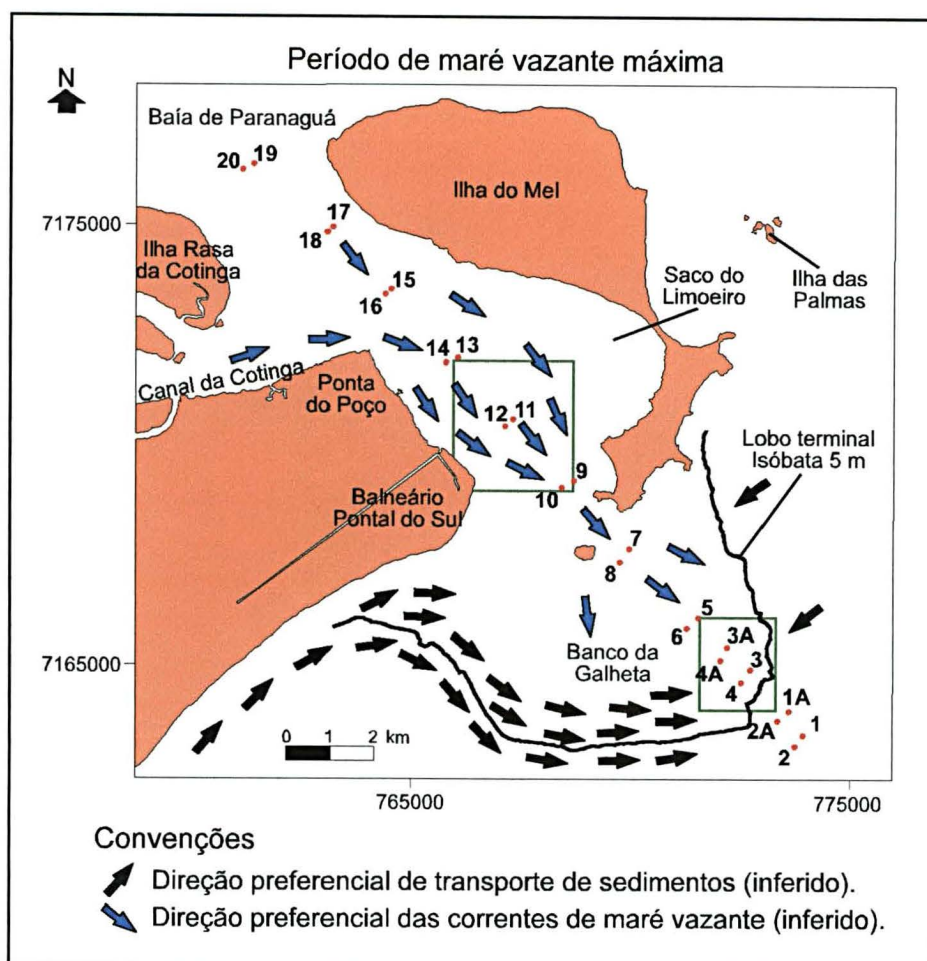 Período de maré vazante máxima
N
Baía de Paranaguá
20 19
Ilha do Mel
17
18
7175000
Ilha Rasa
da Cotinga
Saco do
Limoeiro
Ilha das
Palmas
15
16
14 13
Canal da Cotinga
Ponta
do Poço
12 11
Lobo terminal
Isóbata 5 m
9
10
Balneário
Pontal do Sul
7
8
5
6
3A
4A
3
4
Banco da
Galheta
7165000
1A
2A
1
2
0 1 2 km
765000 775000
Convenções
Direção preferencial de transporte de sedimentos (inferido).
Direção preferencial das correntes de maré vazante (inferido).